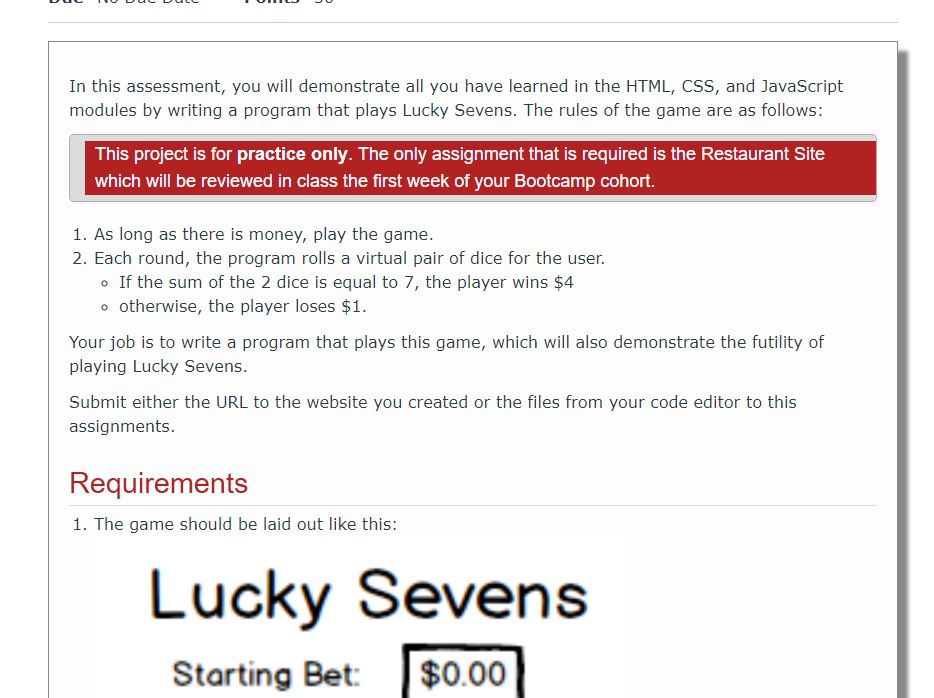 Due No Due Date Points 50
In this assessment, you will demonstrate all you have learned in the HTML, CSS, and JavaScript
modules by writing a program that plays Lucky Sevens. The rules of the game are as follows:
This project is for practice only. The only assignment that is required is the Restaurant Site
which will be reviewed in class the first week of your Bootcamp cohort.
1. As long as there is money, play the game.
2. Each round, the program rolls a virtual pair of dice for the user.
○ If the sum of the 2 dice is equal to 7, the player wins $4
○ otherwise, the player loses $1.
Your job is to write a program that plays this game, which will also demonstrate the futility of
playing Lucky Sevens.
Submit either the URL to the website you created or the files from your code editor to this
assignments.
Requirements
1. The game should be laid out like this:
Lucky Sevens
Starting Bet: $0.00